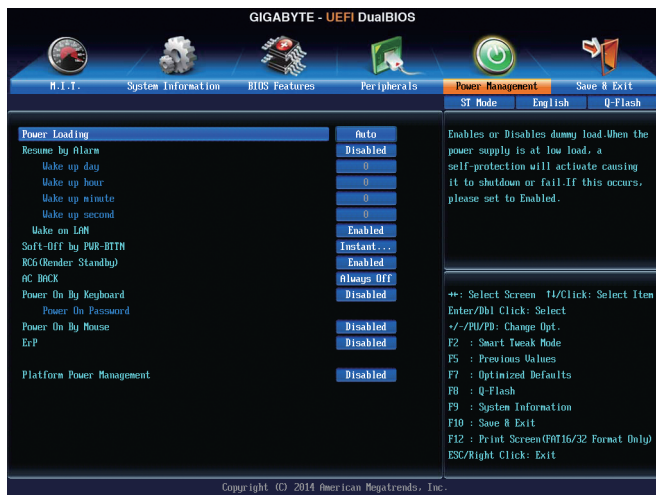 GIGABYTE - UEFI DualBIOS
M.I.T. System Information BIOS Features Peripherals Power Management Save & Exit
ST Mode English Q-Flash
Power Loading Auto
Resume by Alarm Disabled
Wake up day 0
Wake up hour 0
Wake up minute 0
Wake up second 0
Wake on LAN Enabled
Soft-Off by PWR-BTTN Instant...
RC6(Render Standby) Enabled
AC BACK Always Off
Power On By Keyboard Disabled
Power On Password
Power On By Mouse Disabled
ErP Disabled
Platform Power Management Disabled
Enables or Disables dummy load.When the
power supply is at low load, a
self-protection will activate causing
it to shutdown or fail.If this occurs,
please set to Enabled.
→←: Select Screen ↑↓/Click: Select Item
Enter/Dbl Click: Select
+/-/PU/PD: Change Opt.
F2 : Smart Tweak Mode
F5 : Previous Values
F7 : Optimized Defaults
F8 : Q-Flash
F9 : System Information
F10 : Save & Exit
F12 : Print Screen(FAT16/32 Format Only)
ESC/Right Click: Exit
Copyright (C) 2014 American Megatrends, Inc.